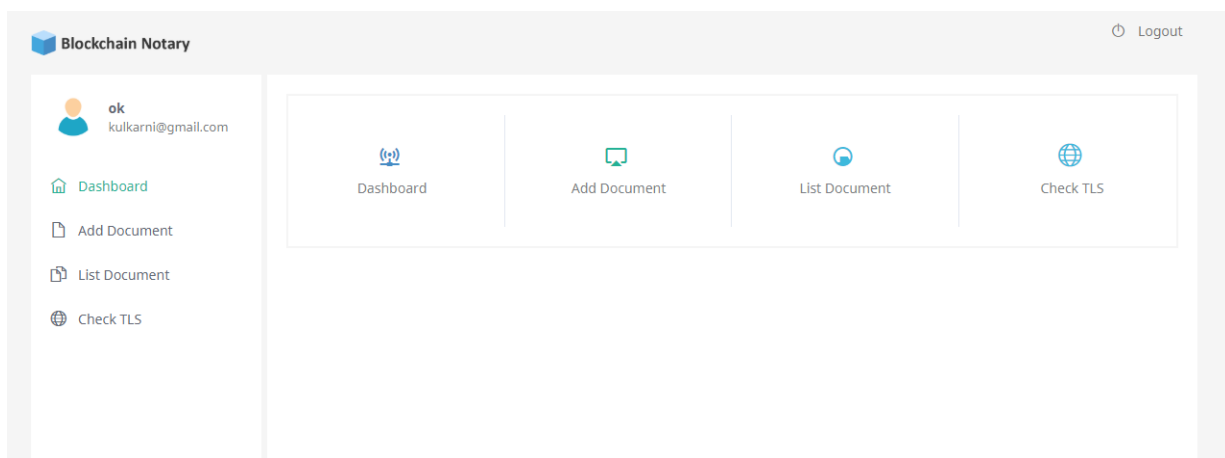 Blockchain Notary
Logout
ok
kulkarni@gmail.com
Dashboard
Add Document
List Document
Check TLS
Dashboard
Add Document
List Document
Check TLS